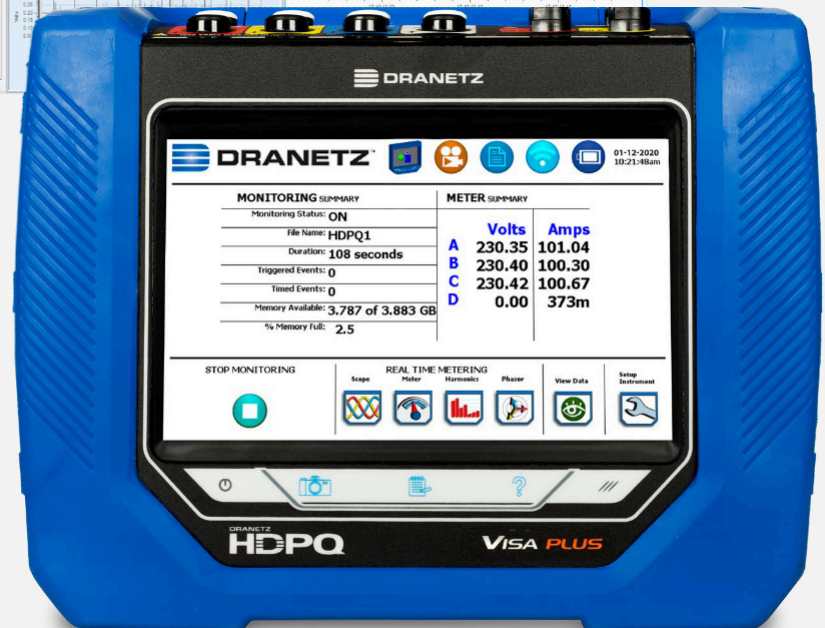 DRANETZ
DRANETZ™ 01-12-2020
10:21:48am
MONITORING SUMMARY
Monitoring Status: ON
File Name: HDPQ1
Duration: 108 seconds
Triggered Events: 0
Timed Events: 0
Memory Available: 3.787 of 3.883 GB
% Memory Full: 2.5
METER SUMMARY
Volts Amps
A 230.35 101.04
B 230.40 100.30
C 230.42 100.67
D 0.00 373m
STOP MONITORING
REAL TIME METERING
Scope Meter Harmonics Phasor
View Data
Setup
Instrument
DRANETZ
HDPQ
VISA PLUS